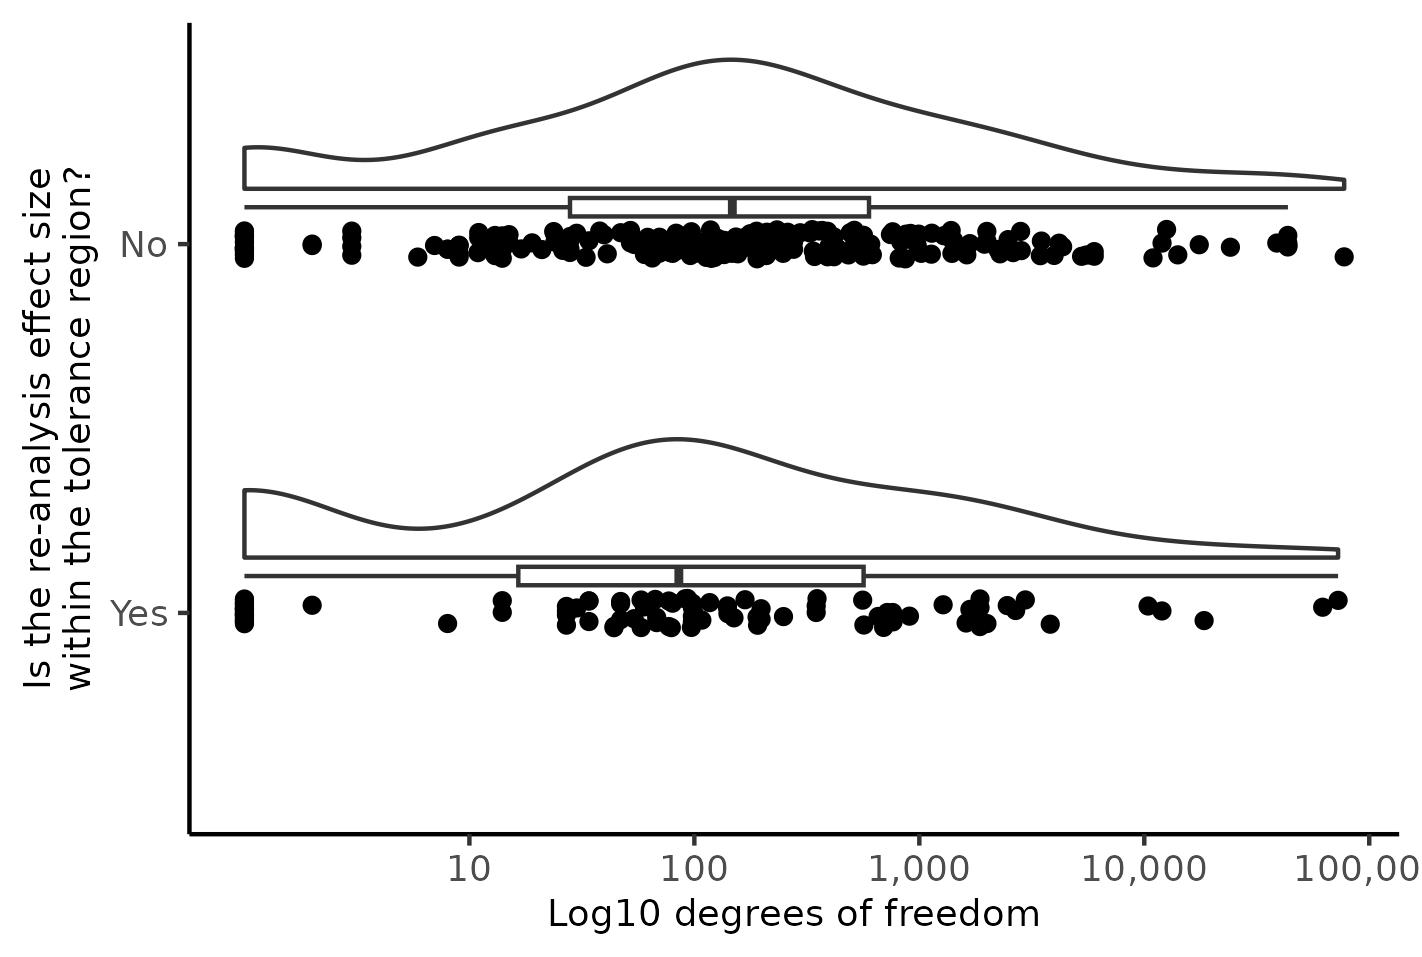 Is the re-analysis effect size
within the tolerance region?
No
Yes
10
100
1,000
10,000
100,00
Log10 degrees of freedom